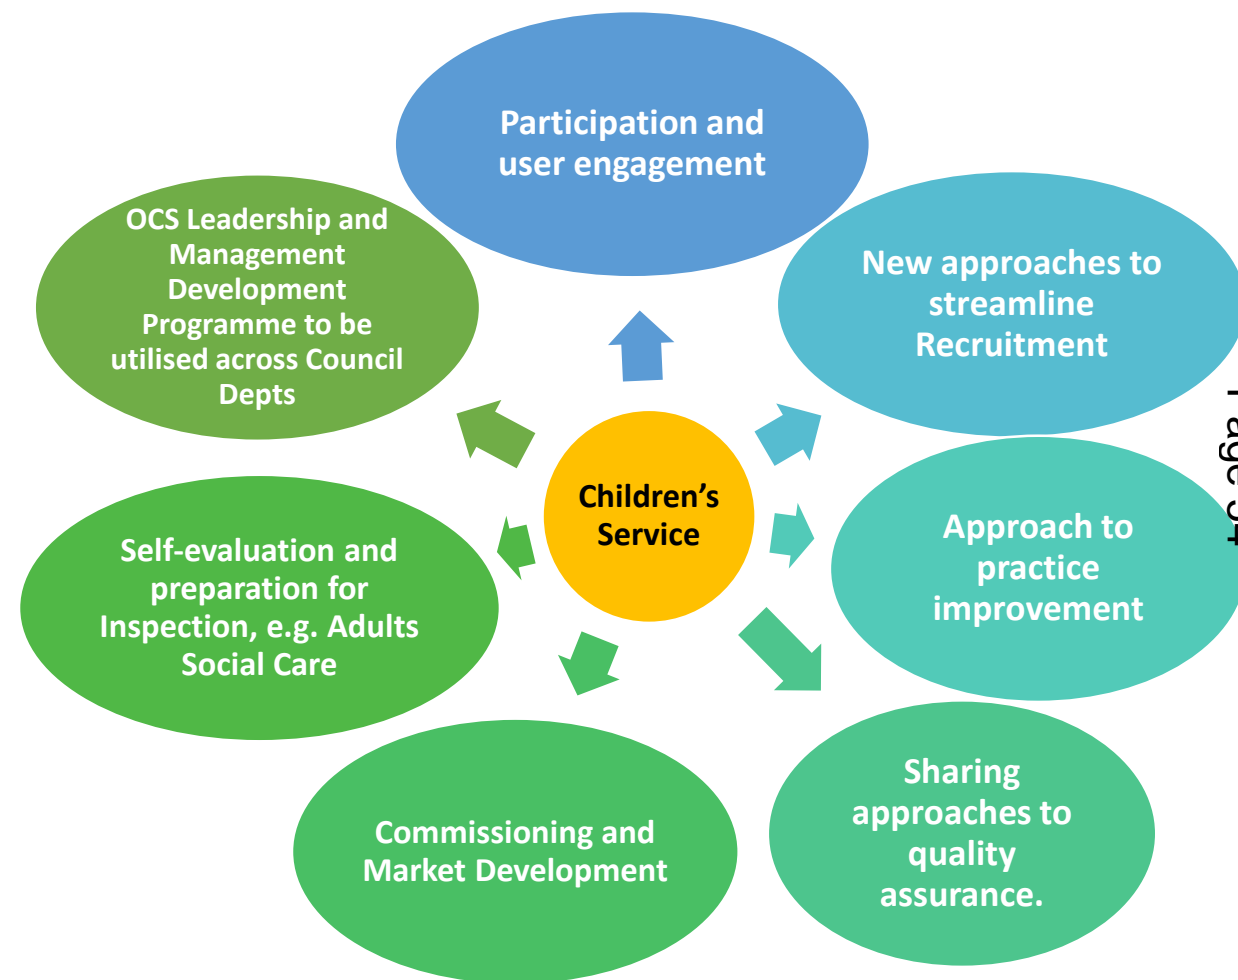 Participation and
user engagement
New approaches to
streamline
Recruitment
Approach to
practice
improvement
Sharing
approaches to
quality
assurance.
Commissioning and
Market Development
Self-evaluation and
preparation for
Inspection, e.g. Adults
Social Care
OCS Leadership and
Management
Development
Programme to be
utilised across Council
Depts
Children’s
Service
Page